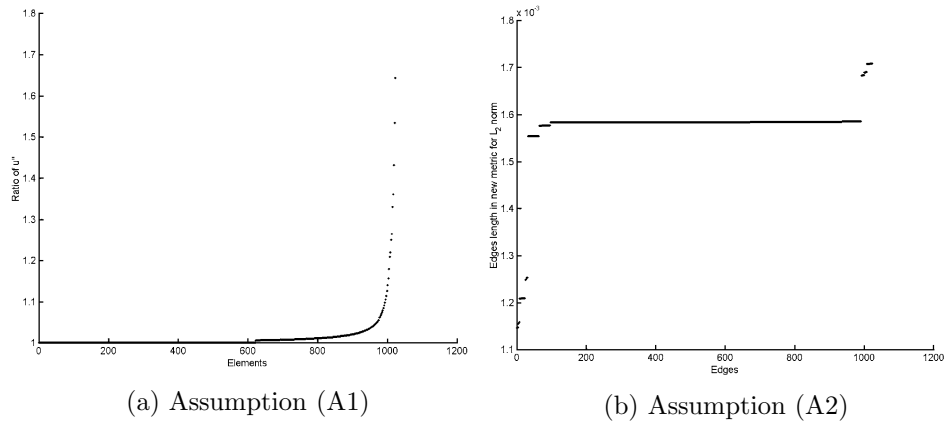 1.8
1.7
1.6
1.5
1.4
1.3
1.2
1.1
1
0 200 400 600 800 1000 1200
Ratio of u"
Elements
(a) Assumption (A1)
x 10⁻³
1.8
1.7
1.6
1.5
1.4
1.3
1.2
1.1
0 200 400 600 800 1000 1200
Edges length in new metric for L₂ norm
Edges
(b) Assumption (A2)